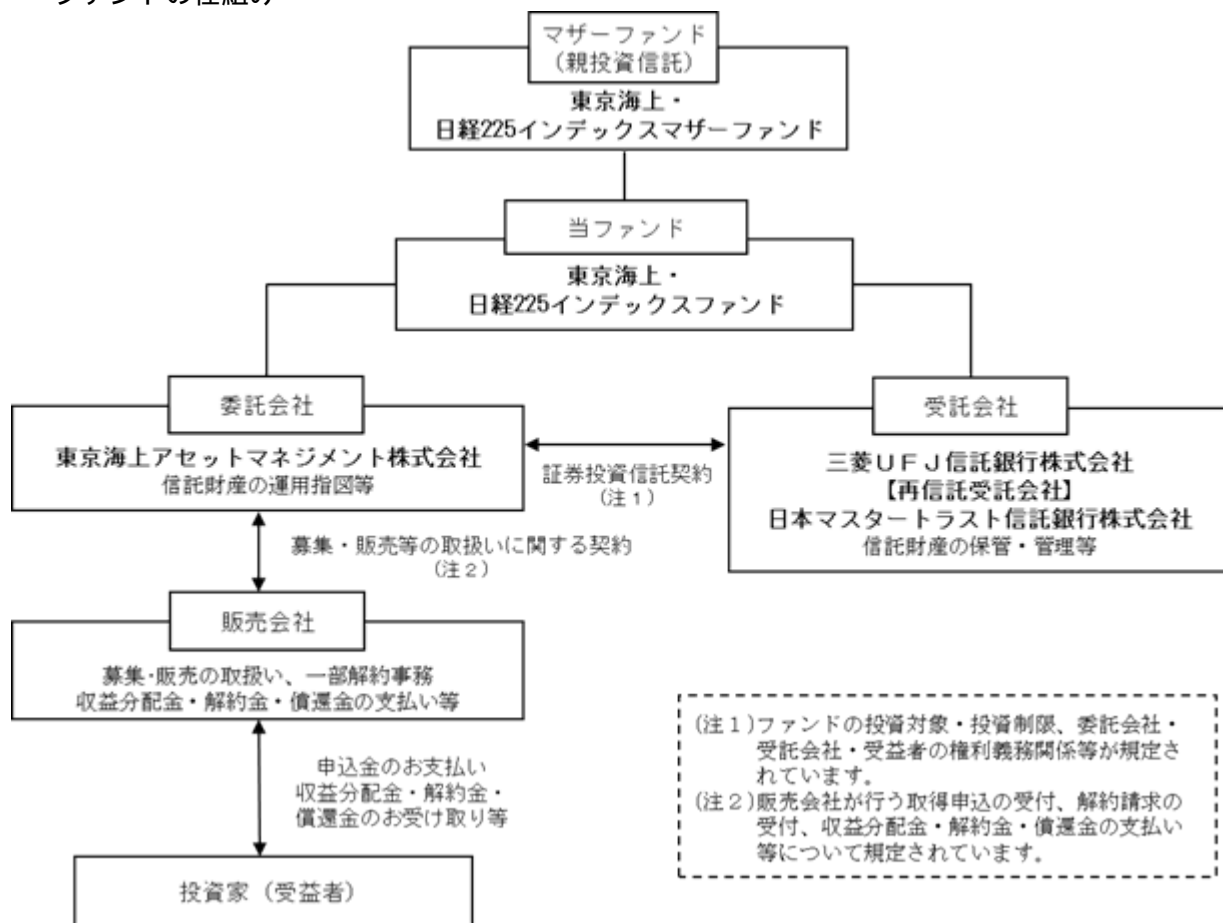 ファンドの仕組み
マザーファンド
(親投資信託)
東京海上・
日経225インデックスマザーファンド
当ファンド
東京海上・
日経225インデックスファンド
委託会社
東京海上アセットマネジメント株式会社
信託財産の運用指図等
証券投資信託契約
(注1)
受託会社
三菱UFJ信託銀行株式会社
【再信託受託会社】
日本マスタートラスト信託銀行株式会社
信託財産の保管・管理等
募集・販売等の取扱いに関する契約
(注2)
販売会社
募集・販売の取扱い、一部解約事務
収益分配金・解約金・償還金の支払い等
申込金のお支払い
収益分配金・解約金・
償還金のお受け取り等
投資家(受益者)
(注1)ファンドの投資対象・投資制限、委託会社・
受託会社・受益者の権利義務関係等が規定さ
れています。
(注2)販売会社が行う取得申込の受付、解約請求の
受付、収益分配金・解約金・償還金の支払い
等について規定されています。